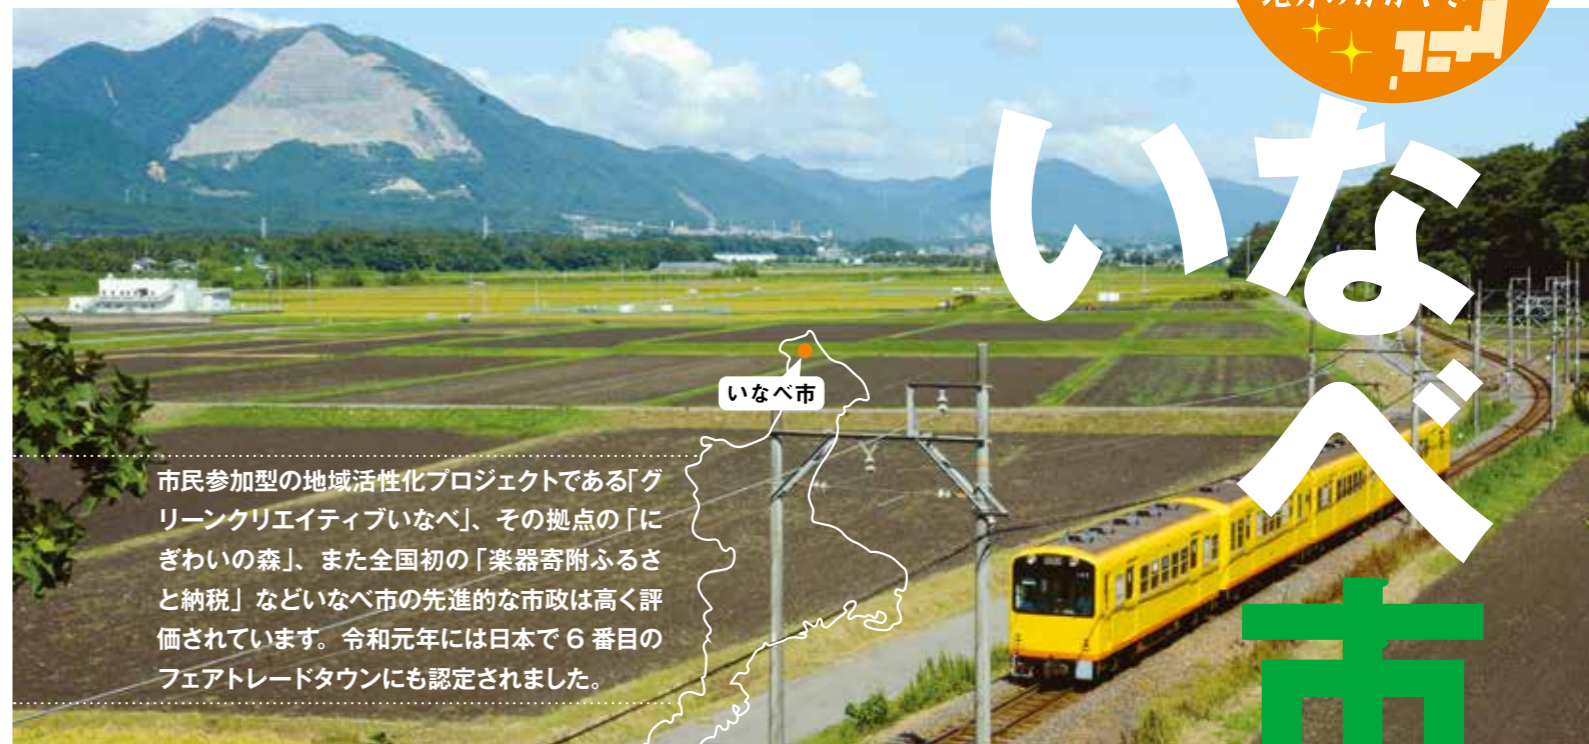 いなべ市
いなべ市
市民参加型の地域活性化プロジェクトである「グ
リーンクリエイティブいなべ」、その拠点の「に
ぎわいの森」、また全国初の「楽器寄附ふるさ
と納税」などいなべ市の先進的な市政は高く評
価されています。令和元年には日本で 6 番目の
フェアトレードタウンにも認定されました。